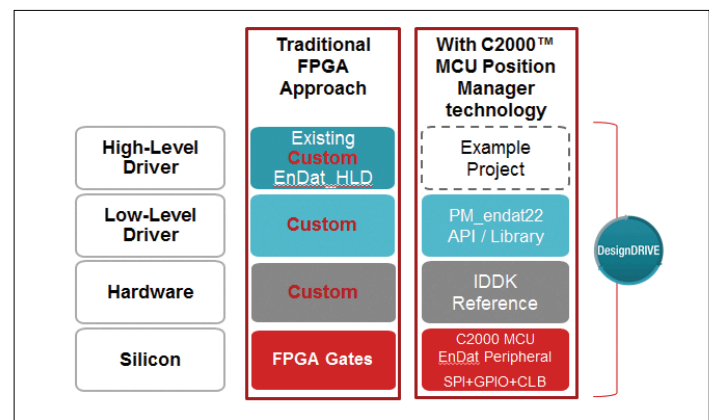 Traditional
FPGA
Approach
With C2000™
MCU Position
Manager
technology
High-Level
Driver
Existing
Custom
EnDat_HLD
Example
Project
Low-Level
Driver
Custom
PM_endat22
API / Library
DesignDRIVE
Hardware
Custom
IDDK
Reference
Silicon
FPGA Gates
C2000 MCU
EnDat Peripheral
SPI+GPIO+CLB